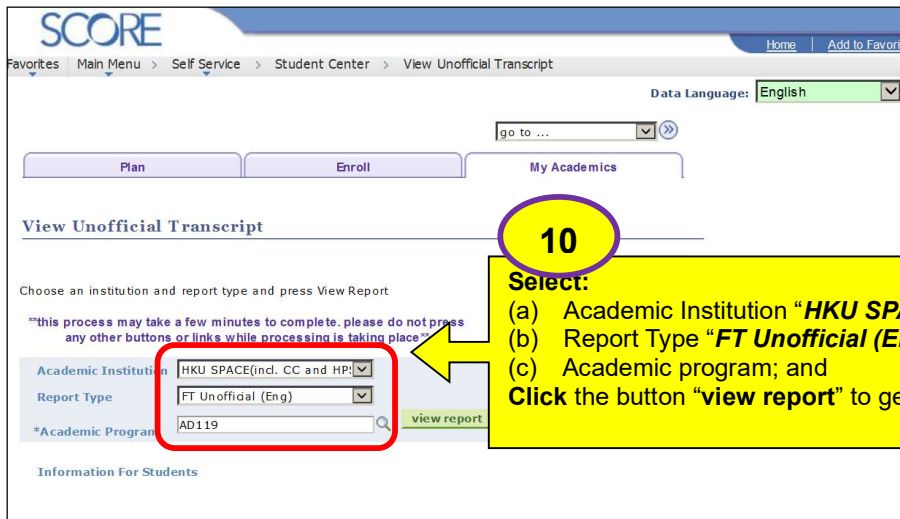 SCORE
Home | Add to Favori
Favorites Main Menu > Self Service > Student Center > View Unofficial Transcript
Data Language: English
go to ...
Plan Enroll My Academics
View Unofficial Transcript
10
Choose an institution and report type and press View Report
**this process may take a few minutes to complete. please do not press
any other buttons or links while processing is taking place**
Academic Institution HKU SPACE(incl. CC and HP
Report Type FT Unofficial (Eng)
*Academic Program AD119 view report
Information For Students
Select:
(a) Academic Institution “HKU SPA
(b) Report Type “FT Unofficial (E
(c) Academic program; and
Click the button “view report” to ge